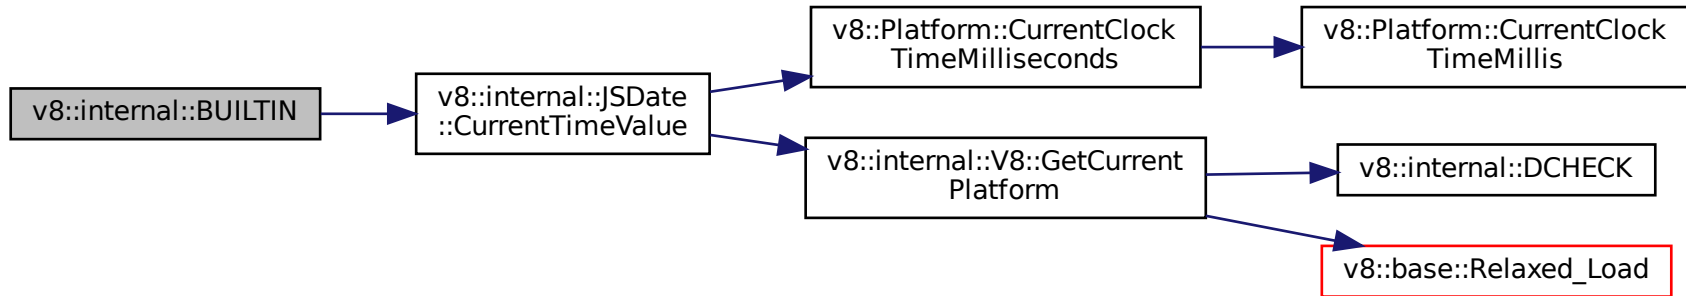 v8::internal::BUILTIN
v8::internal::JSDate
::CurrentTimeValue
v8::Platform::CurrentClock
TimeMilliseconds
v8::Platform::CurrentClock
TimeMillis
v8::internal::V8::GetCurrent
Platform
v8::internal::DCHECK
v8::base::Relaxed_Load